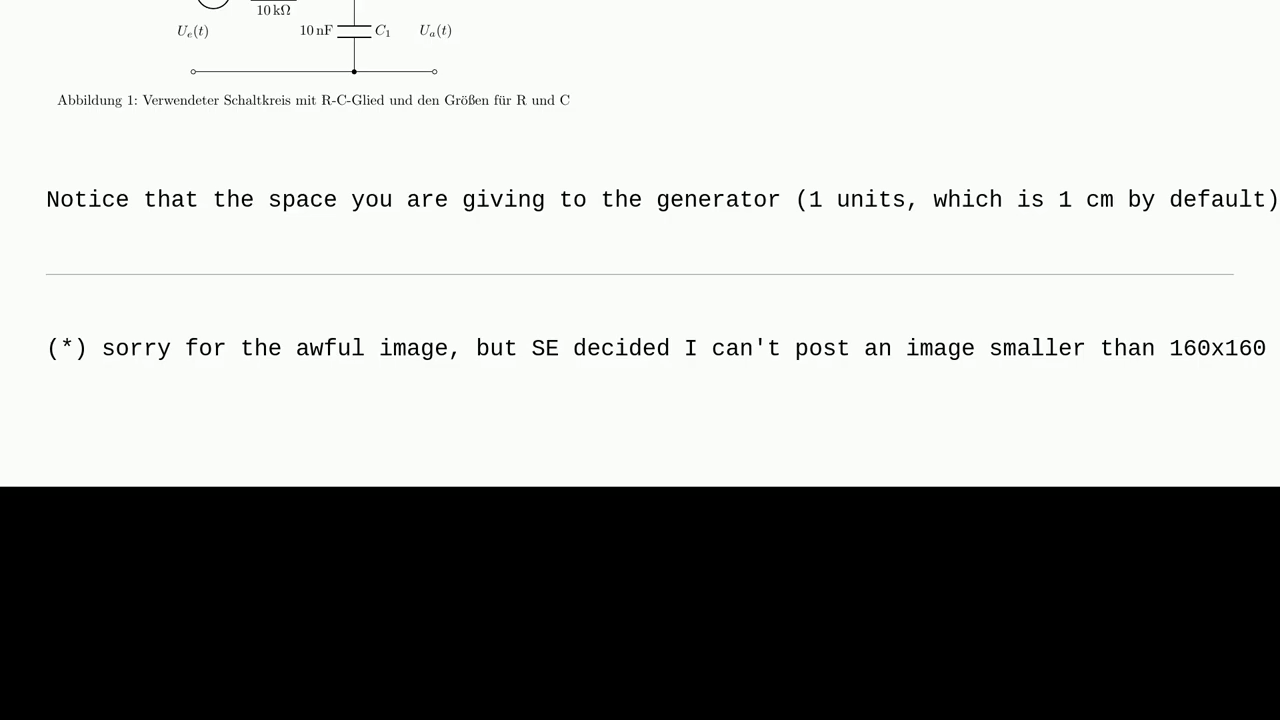 10 kΩ
Uₑ(t) 10 nF C₁ Uₐ(t)
Abbildung 1: Verwendeter Schaltkreis mit R-C-Glied und den Größen für R und C
Notice that the space you are giving to the generator (1 units, which is 1 cm by default)
(*) sorry for the awful image, but SE decided I can't post an image smaller than 160x160